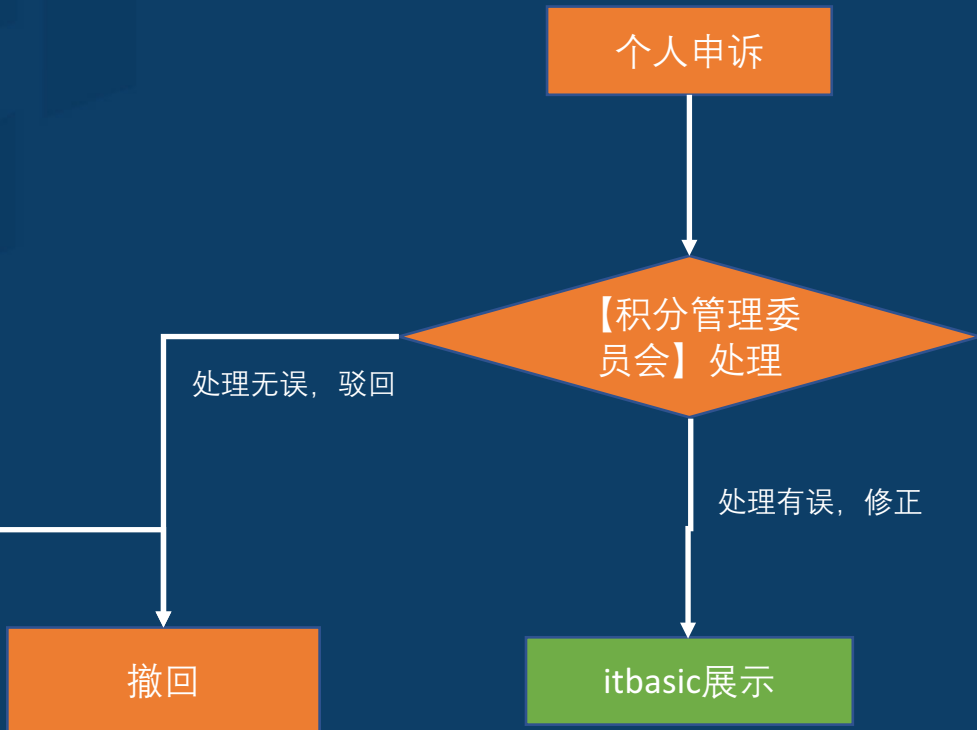 个人申诉
【积分管理委
员会】处理
处理无误，驳回
处理有误，修正
撤回
itbasic展示